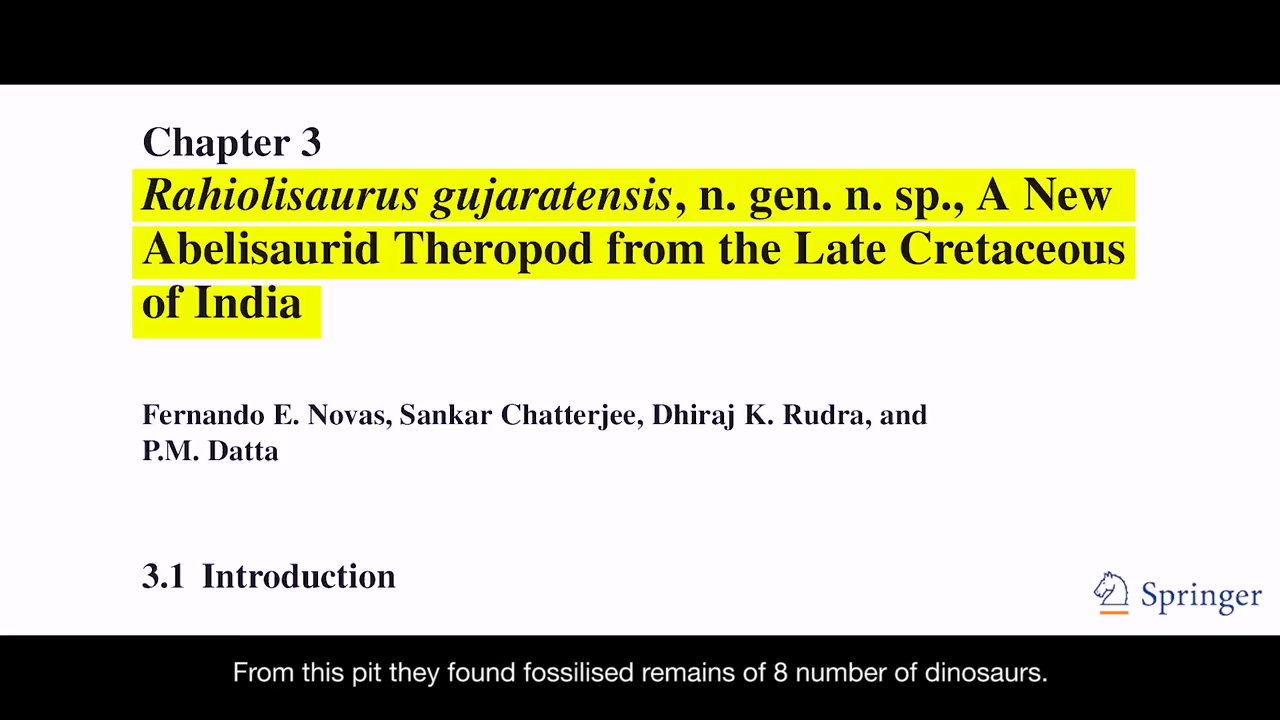 Chapter 3
Rahiolisaurus gujaratensis, n. gen. n. sp., A New
Abelisaurid Theropod from the Late Cretaceous
of India
Fernando E. Novas, Sankar Chatterjee, Dhiraj K. Rudra, and
P.M. Datta
3.1 Introduction
Springer
From this pit they found fossilised remains of 8 number of dinosaurs.